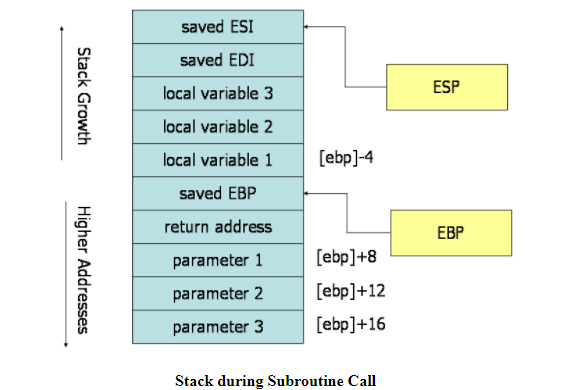 Stack Growth
Higher Addresses
saved ESI
saved EDI
local variable 3
local variable 2
local variable 1
[ebp]-4
saved EBP
return address
parameter 1
[ebp]+8
parameter 2
[ebp]+12
parameter 3
[ebp]+16
ESP
EBP
Stack during Subroutine Call